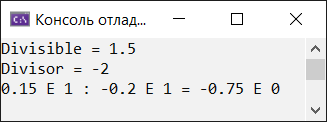 Консоль отлад...
Divisible = 1.5
Divisor = -2
0.15 E 1 : -0.2 E 1 = -0.75 E 0